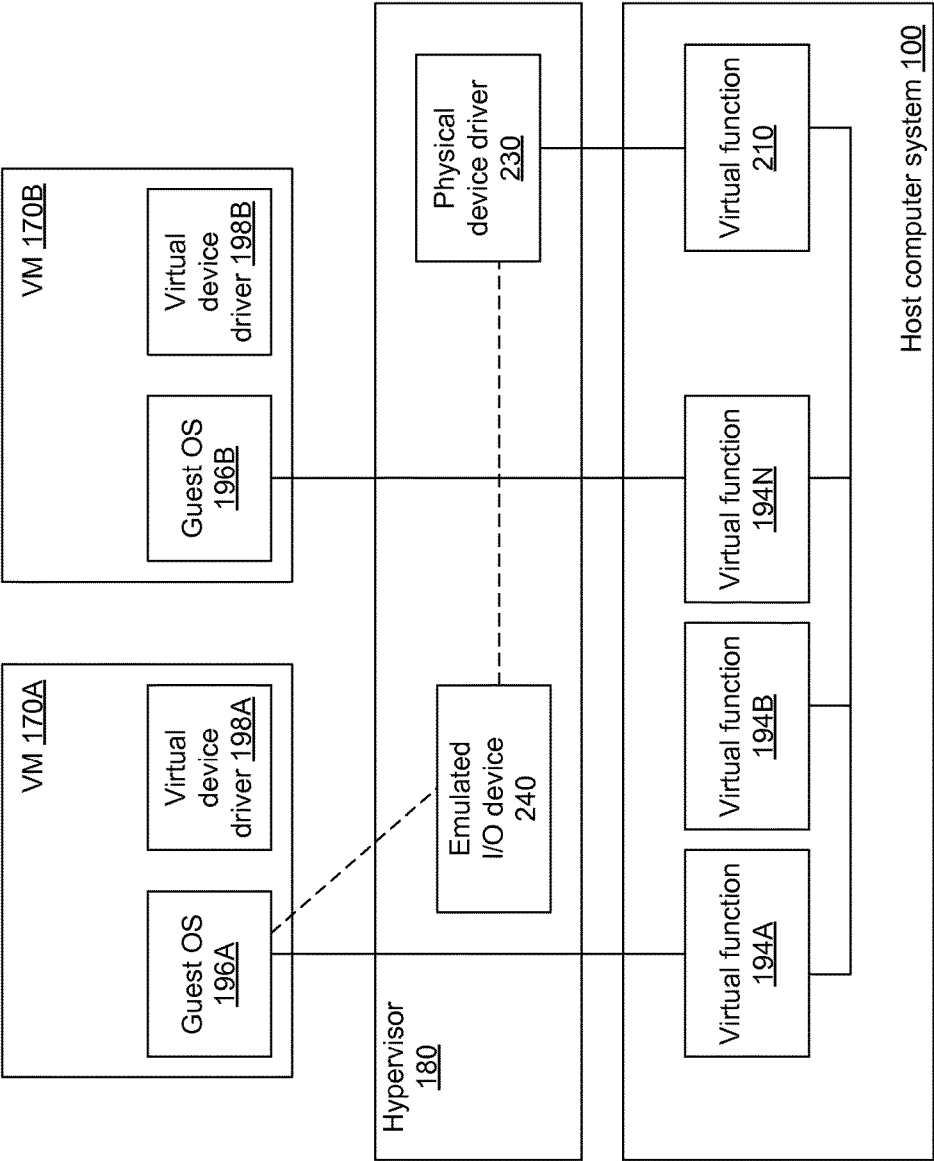 VM 170A
Guest OS
196A
Virtual
device
driver 198A
VM 170B
Guest OS
196B
Virtual
device
driver 198B
Hypervisor
180
Emulated
I/O device
240
Physical
device driver
230
Virtual function
194A
Virtual function
194B
Virtual function
194N
Virtual function
210
Host computer system 100